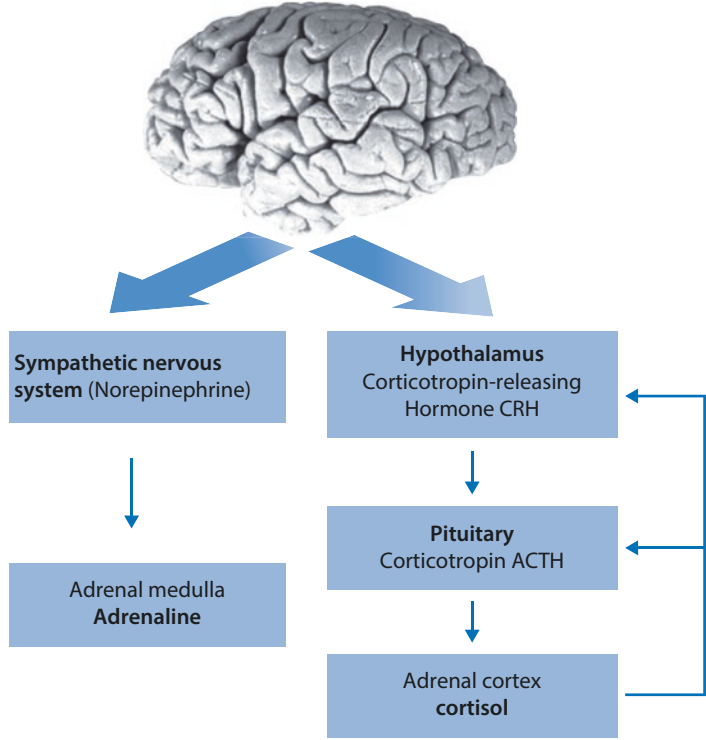 Sympathetic nervous
system (Norepinephrine)
Adrenal medulla
Adrenaline
Hypothalamus
Corticotropin-releasing
Hormone CRH
Pituitary
Corticotropin ACTH
Adrenal cortex
cortisol